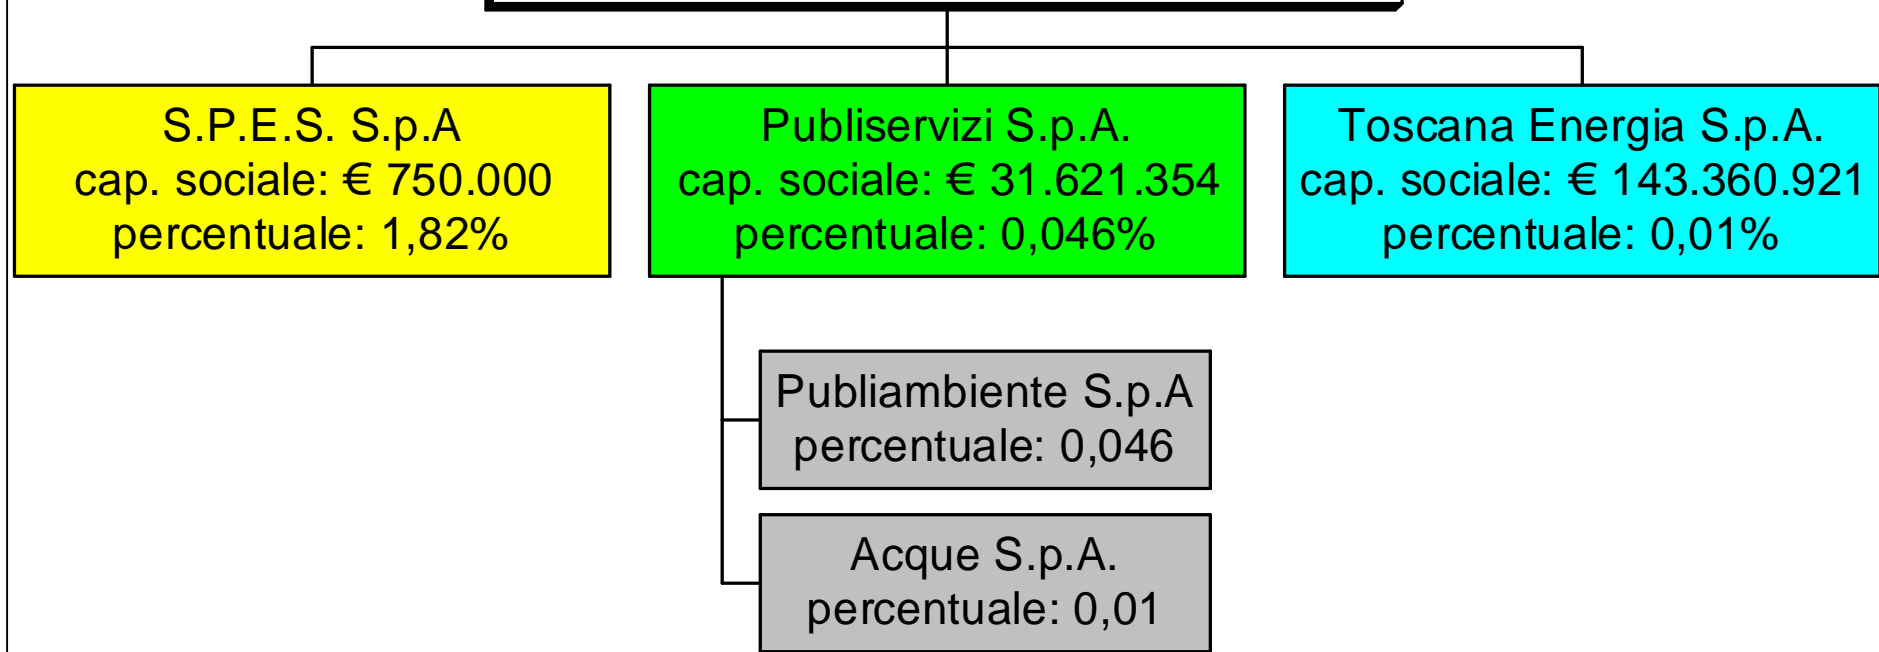 S.P.E.S. S.p.A
cap. sociale: € 750.000
percentuale: 1,82%
Publiservizi S.p.A.
cap. sociale: € 31.621.354
percentuale: 0,046%
Toscana Energia S.p.A.
cap. sociale: € 143.360.921
percentuale: 0,01%
Publiambiente S.p.A
percentuale: 0,046
Acque S.p.A.
percentuale: 0,01